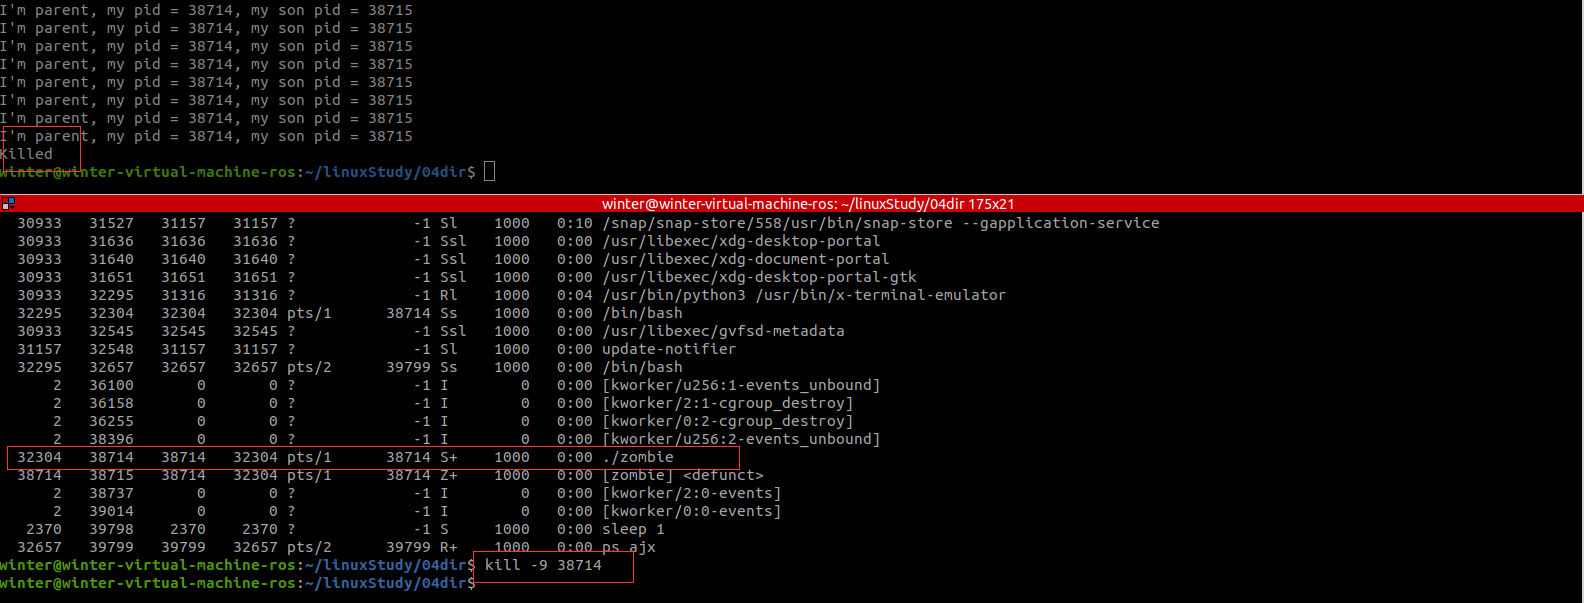 I'm parent, my pid = 38714, my son pid = 38715
I'm parent, my pid = 38714, my son pid = 38715
I'm parent, my pid = 38714, my son pid = 38715
I'm parent, my pid = 38714, my son pid = 38715
I'm parent, my pid = 38714, my son pid = 38715
I'm parent, my pid = 38714, my son pid = 38715
I'm parent, my pid = 38714, my son pid = 38715
I'm parent, my pid = 38714, my son pid = 38715
Killed
winter@winter-virtual-machine-ros:~/linuxStudy/04dir$
winter@winter-virtual-machine-ros: ~/linuxStudy/04dir 175x21
30933 31527 31157 31157 ? -1 Sl 1000 0:10 /snap/snap-store/558/usr/bin/snap-store --gapplication-service
30933 31636 31636 31636 ? -1 Ssl 1000 0:00 /usr/libexec/xdg-desktop-portal
30933 31640 31640 31640 ? -1 Ssl 1000 0:00 /usr/libexec/xdg-document-portal
30933 31651 31651 31651 ? -1 Ssl 1000 0:00 /usr/libexec/xdg-desktop-portal-gtk
30933 32295 31316 31316 ? -1 Rl 1000 0:04 /usr/bin/python3 /usr/bin/x-terminal-emulator
32295 32304 32304 32304 pts/1 38714 Ss 1000 0:00 /bin/bash
30933 32545 32545 32545 ? -1 Ssl 1000 0:00 /usr/libexec/gvfsd-metadata
31157 32548 31157 31157 ? -1 Sl 1000 0:00 update-notifier
32295 32657 32657 32657 pts/2 39799 Ss 1000 0:00 /bin/bash
2 36100 0 0 ? -1 I 0 0:00 [kworker/u256:1-events_unbound]
2 36158 0 0 ? -1 I 0 0:00 [kworker/2:1-cgroup_destroy]
2 36255 0 0 ? -1 I 0 0:00 [kworker/0:2-cgroup_destroy]
2 38396 0 0 ? -1 I 0 0:00 [kworker/u256:2-events_unbound]
32304 38714 38714 32304 pts/1 38714 S+ 1000 0:00 ./zombie
38714 38715 38714 32304 pts/1 38714 Z+ 1000 0:00 [zombie] <defunct>
2 38737 0 0 ? -1 I 0 0:00 [kworker/2:0-events]
2 39014 0 0 ? -1 I 0 0:00 [kworker/0:0-events]
2370 39798 2370 2370 ? -1 S 1000 0:00 sleep 1
32657 39799 39799 32657 pts/2 39799 R+ 1000 0:00 ps ajx
winter@winter-virtual-machine-ros:~/linuxStudy/04dir$ kill -9 38714
winter@winter-virtual-machine-ros:~/linuxStudy/04dir$